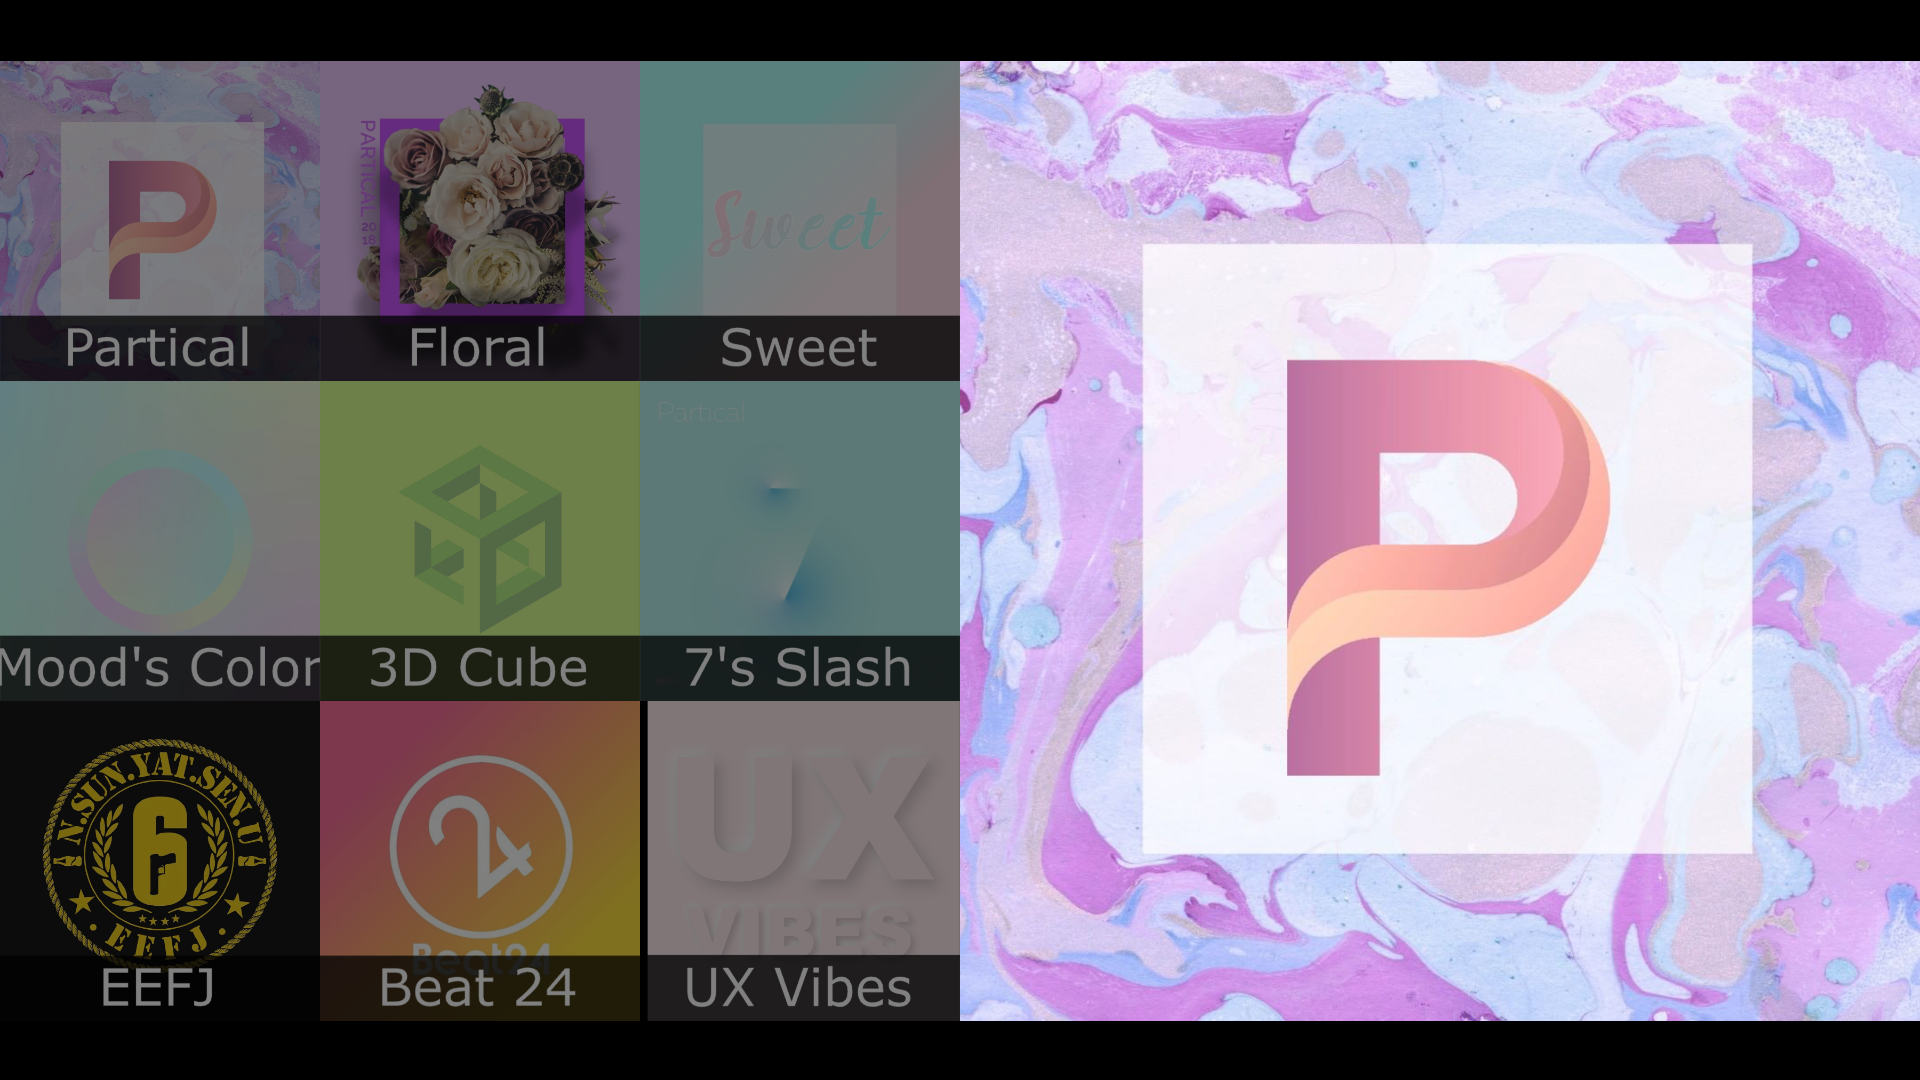 PARTICAL 20
18
Sweet
Partical
Floral
Sweet
Partical
Mood's Color
3D Cube
7's Slash
N.SUN.YAT.SEN.U
6
EEFJ
24
Beat24
UX
VIBES
EEFJ
Beat 24
UX Vibes
P
P